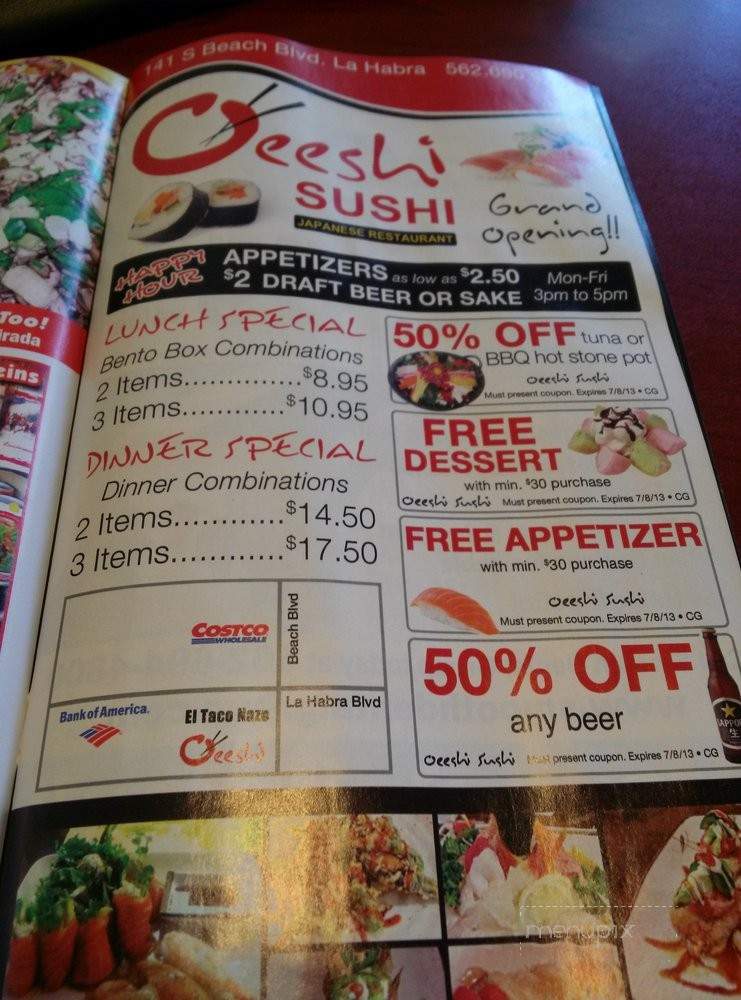 141 S Beach Blvd. La Habra 562.
Oeeshi
SUSHI
JAPANESE RESTAURANT
Grand
Opening!!
HAPPY
HOUR
APPETIZERS as low as $2.50
$2 DRAFT BEER OR SAKE
Mon-Fri
3pm to 5pm
LUNCH SPECIAL
Bento Box Combinations
2 Items.............$8.95
3 Items............$10.95
DINNER SPECIAL
Dinner Combinations
2 Items............$14.50
3 Items............$17.50
COSTCO
WHOLESALE
Beach Blvd
Bank of America.
El Taco Nazo
Oeeshi
La Habra Blvd
50% OFF tuna or
BBQ hot stone pot
Oeeshi Sushi
Must present coupon. Expires 7/8/13 • CG
FREE
DESSERT
with min. $30 purchase
Oeeshi Sushi Must present coupon. Expires 7/8/13 • CG
FREE APPETIZER
with min. $30 purchase
Oeeshi Sushi
Must present coupon. Expires 7/8/13 • CG
50% OFF
any beer
Oeeshi Sushi Must present coupon. Expires 7/8/13 • CG
Too!
irada
eins
menupix